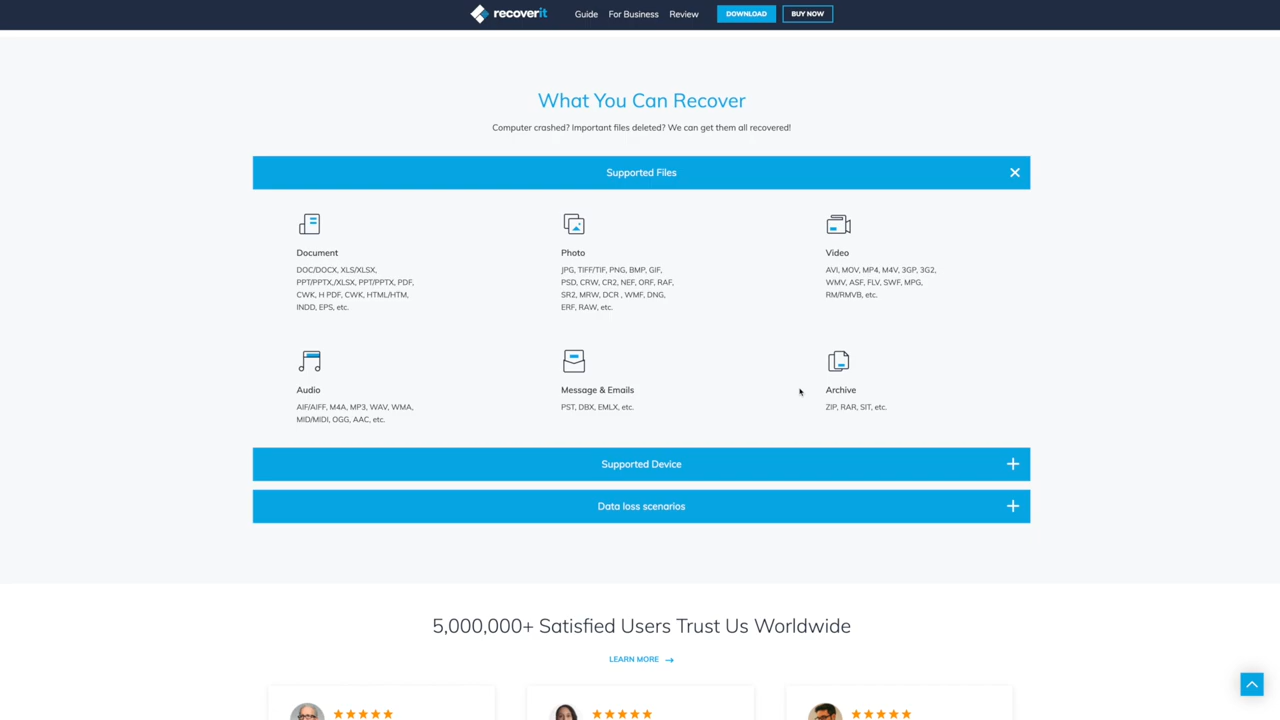 recoverit Guide For Business Review DOWNLOAD BUY NOW
What You Can Recover
Computer crashed? Important files deleted? We can get them all recovered!
Supported Files
Document
DOC/DOCX, XLS/XLSX,
PPT/PPTX,/XLSX, PPT/PPTX, PDF,
CWK, H PDF, CWK, HTML/HTM,
INDD, EPS, etc.
Photo
JPG, TIFF/TIF, PNG, BMP, GIF,
PSD, CRW, CR2, NEF, ORF, RAF,
SR2, MRW, DCR , WMF, DNG,
ERF, RAW, etc.
Video
AVI, MOV, MP4, M4V, 3GP, 3G2,
WMV, ASF, FLV, SWF, MPG,
RM/RMVB, etc.
Audio
AIF/AIFF, M4A, MP3, WAV, WMA,
MID/MIDI, OGG, AAC, etc.
Message & Emails
PST, DBX, EMLX, etc.
Archive
ZIP, RAR, SIT, etc.
Supported Device
Data loss scenarios
5,000,000+ Satisfied Users Trust Us Worldwide
LEARN MORE